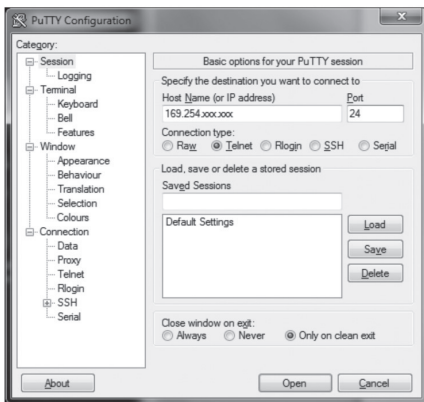 PuTTY Configuration
Category:
Session
Logging
Terminal
Keyboard
Bell
Features
Window
Appearance
Behaviour
Translation
Selection
Colours
Connection
Data
Proxy
Telnet
Rlogin
SSH
Serial
Basic options for your PuTTY session
Specify the destination you want to connect to
Host Name (or IP address) Port
169.254.xxx.xxx 24
Connection type:
Raw Telnet Rlogin SSH Serial
Load, save or delete a stored session
Saved Sessions
Default Settings
Load
Save
Delete
Close window on exit:
Always Never Only on clean exit
About Open Cancel